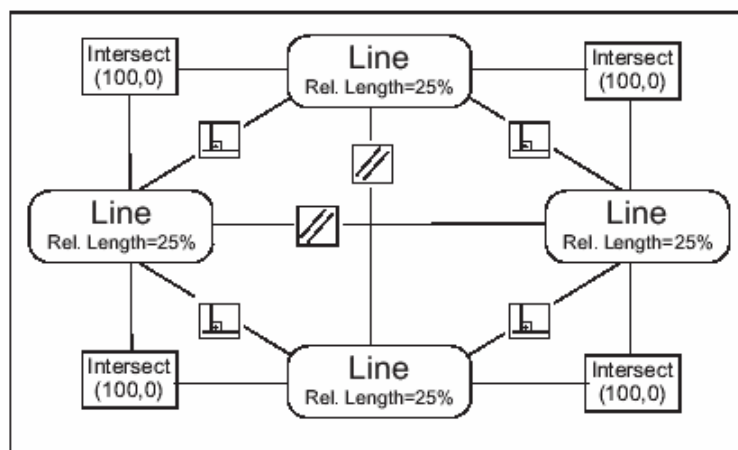 Intersect
(100,0)
Line
Rel. Length=25%
Intersect
(100,0)
Line
Rel. Length=25%
Line
Rel. Length=25%
Intersect
(100,0)
Line
Rel. Length=25%
Intersect
(100,0)